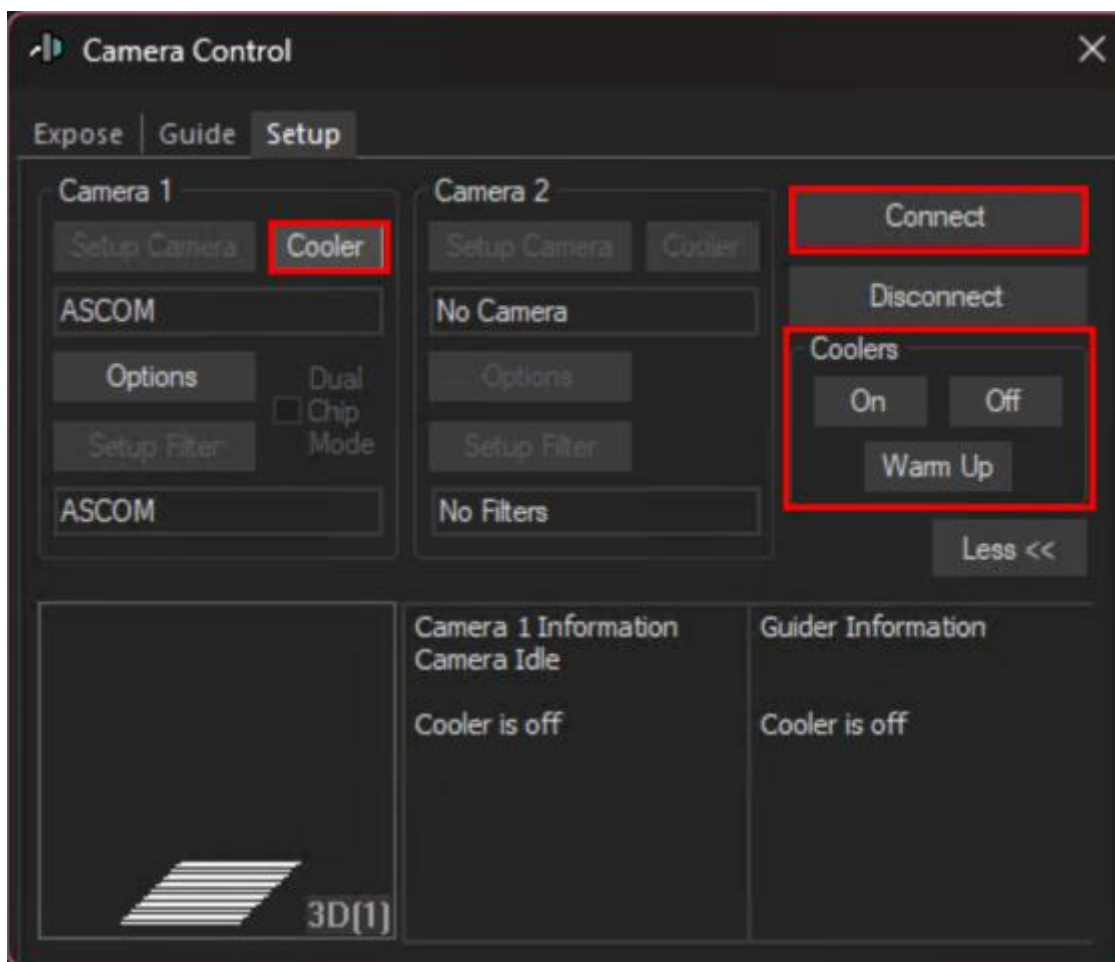 Camera Control
Expose Guide Setup
Camera 1
Setup Camera Cooler
ASCOM
Options
Dual
Chip
Mode
Setup Filter
ASCOM
Camera 2
Setup Camera Cooler
No Camera
Options
Setup Filter
No Filters
Connect
Disconnect
Coolers
On Off
Warm Up
Less <<
3D(1)
Camera 1 Information
Camera Idle
Cooler is off
Guider Information
Cooler is off